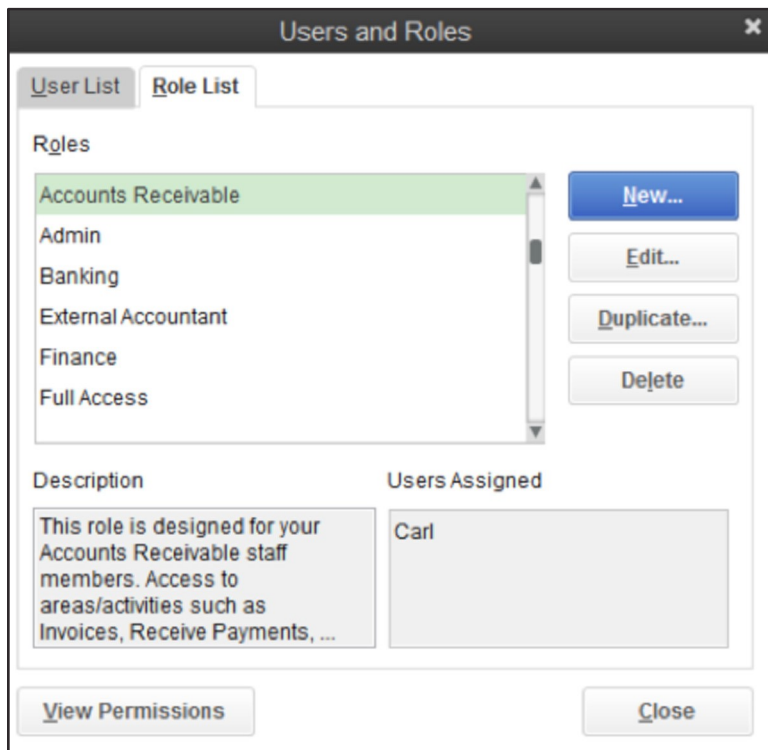 Users and Roles
User List
Role List
Roles
Accounts Receivable
Admin
Banking
External Accountant
Finance
Full Access
New...
Edit...
Duplicate...
Delete
Description
This role is designed for your
Accounts Receivable staff
members. Access to
areas/activities such as
Invoices, Receive Payments, ...
Users Assigned
Carl
View Permissions
Close